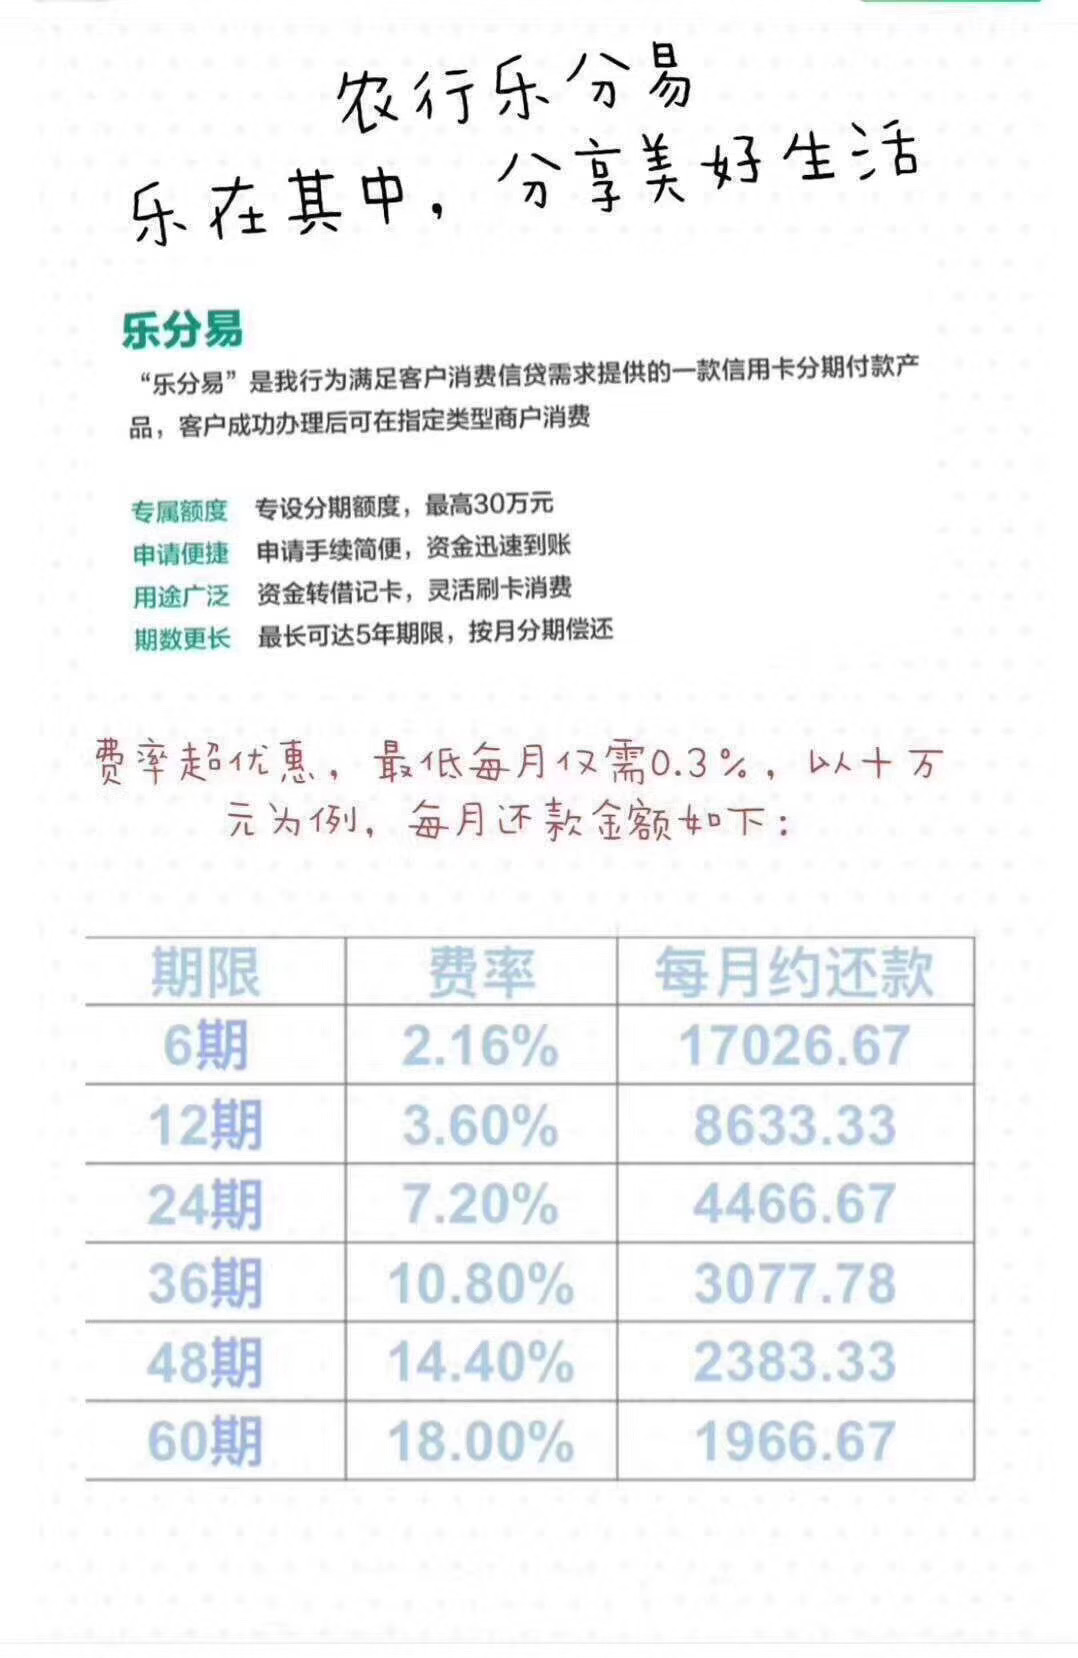 农行乐分易
乐在其中，分享美好生活
乐分易
“乐分易”是我行为满足客户消费信贷需求提供的一款信用卡分期付款产
品，客户成功办理后可在指定类型商户消费
专属额度 专设分期额度，最高30万元
申请便捷 申请手续简便，资金迅速到账
用途广泛 资金转借记卡，灵活刷卡消费
期数更长 最长可达5年期限，按月分期偿还
费率超优惠，最低每月仅需0.3%，以十万
元为例，每月还款金额如下：
期限 费率 每月约还款
6期 2.16% 17026.67
12期 3.60% 8633.33
24期 7.20% 4466.67
36期 10.80% 3077.78
48期 14.40% 2383.33
60期 18.00% 1966.67